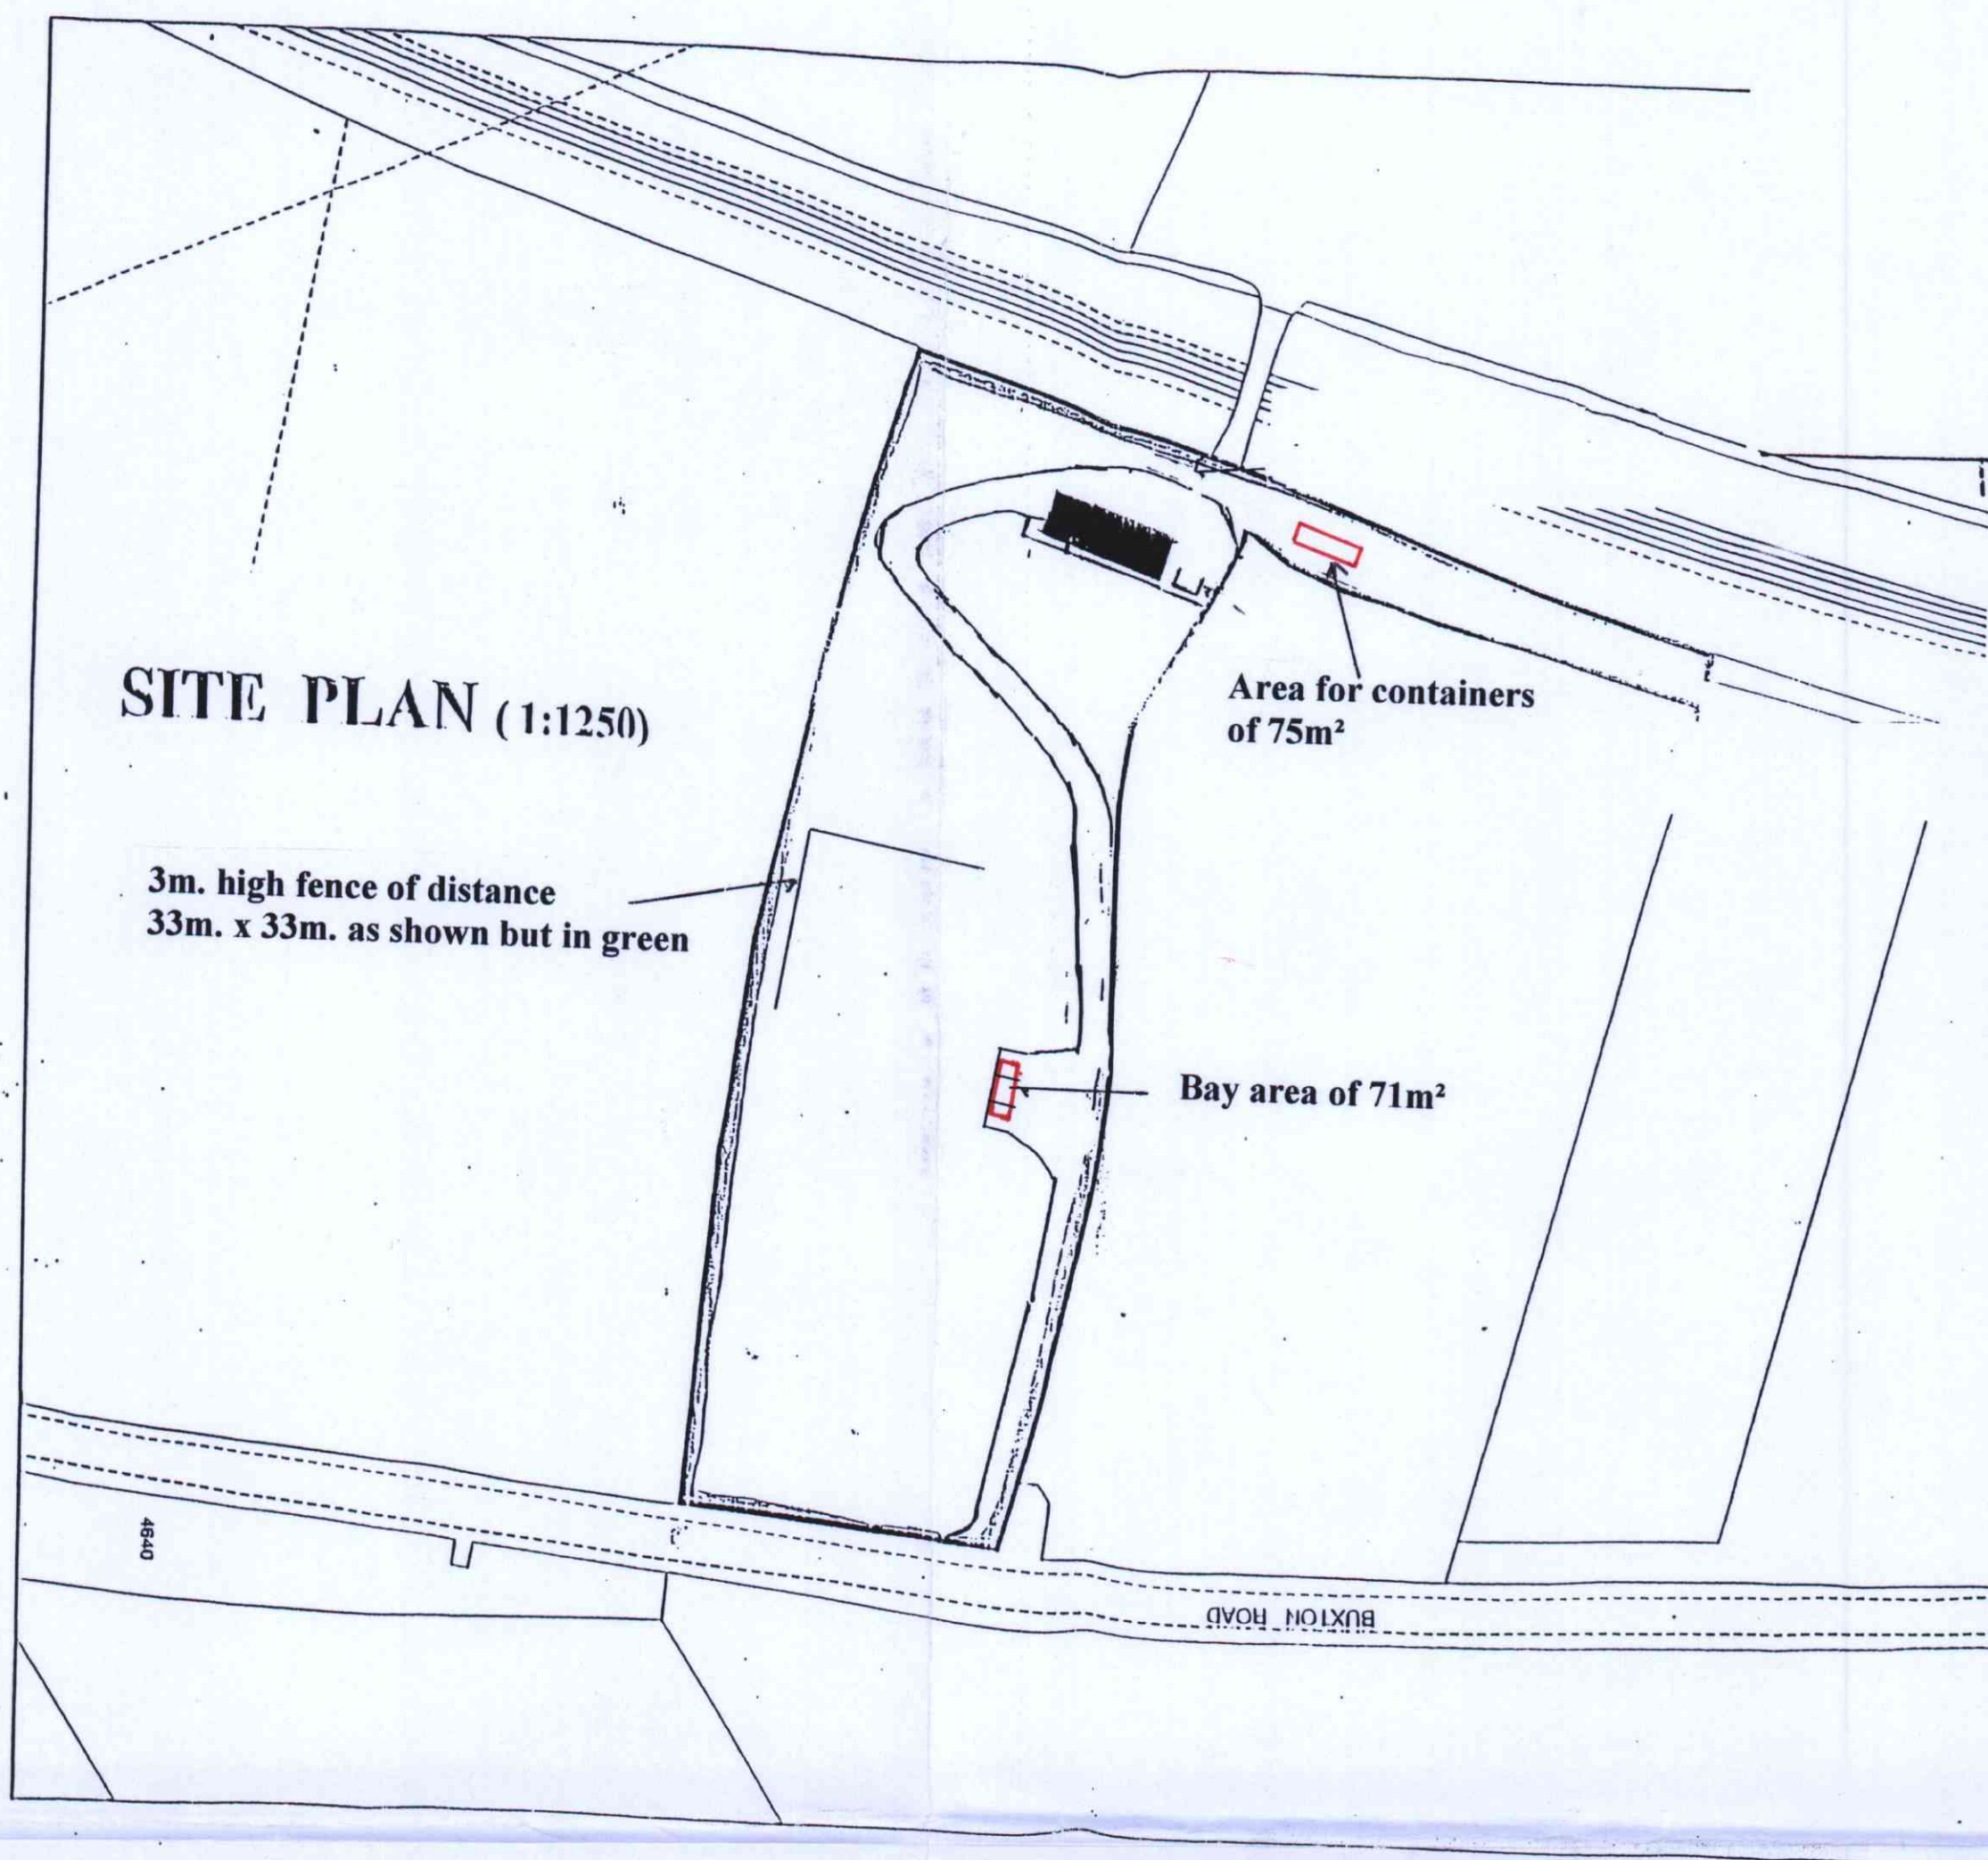 SITE PLAN (1:1250)
Area for containers
of 75m²
3m. high fence of distance
33m. x 33m. as shown but in green
Bay area of 71m²
4640
BUXTON ROAD